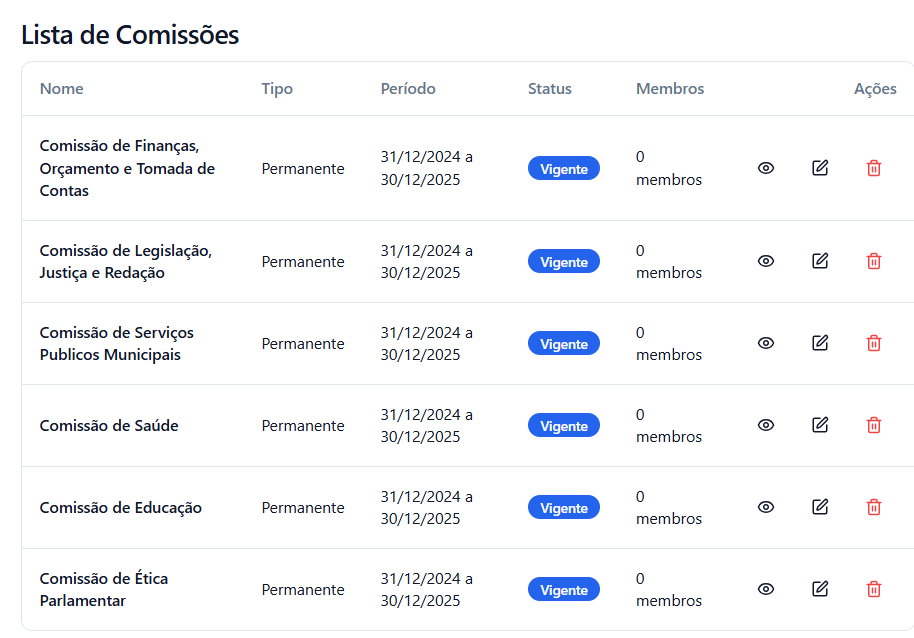 Lista de Comissões
Nome Tipo Período Status Membros Ações
Comissão de Finanças,
Orçamento e Tomada de
Contas
Permanente
31/12/2024 a
30/12/2025
Vigente
0
membros
Comissão de Legislação,
Justiça e Redação
Permanente
31/12/2024 a
30/12/2025
Vigente
0
membros
Comissão de Serviços
Publicos Municipais
Permanente
31/12/2024 a
30/12/2025
Vigente
0
membros
Comissão de Saúde
Permanente
31/12/2024 a
30/12/2025
Vigente
0
membros
Comissão de Educação
Permanente
31/12/2024 a
30/12/2025
Vigente
0
membros
Comissão de Ética
Parlamentar
Permanente
31/12/2024 a
30/12/2025
Vigente
0
membros